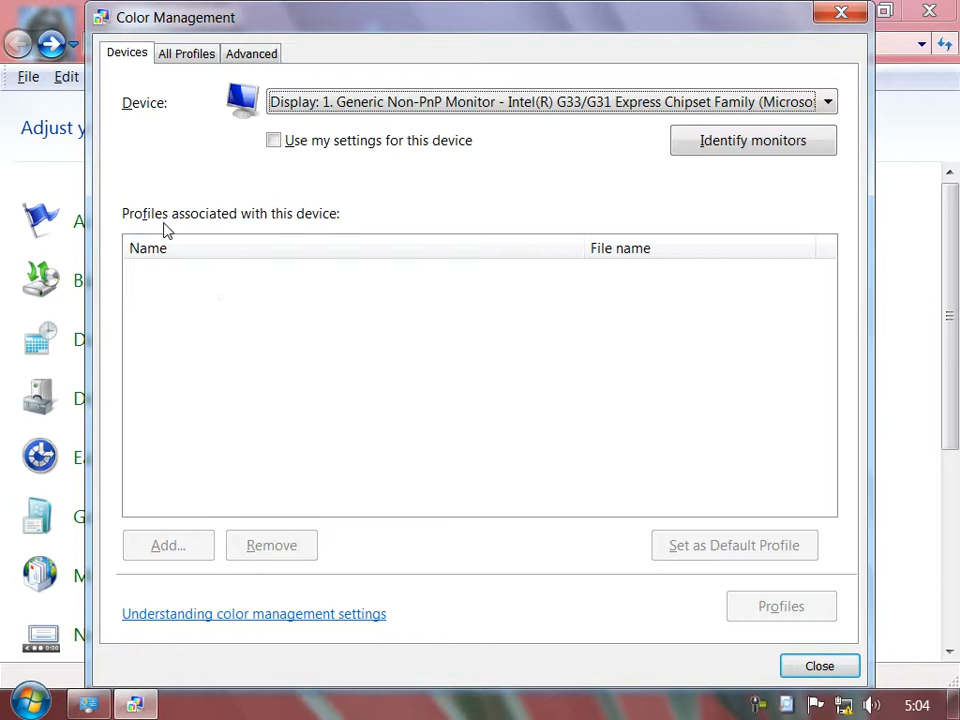 Color Management
File Edit
Devices All Profiles Advanced
Device:
Display: 1. Generic Non-PnP Monitor - Intel(R) G33/G31 Express Chipset Family (Microso
Adjust y
Use my settings for this device
Identify monitors
Profiles associated with this device:
Name File name
A
B
D
D
E
G
M
N
Add... Remove Set as Default Profile
Understanding color management settings
Profiles
Close
5:04